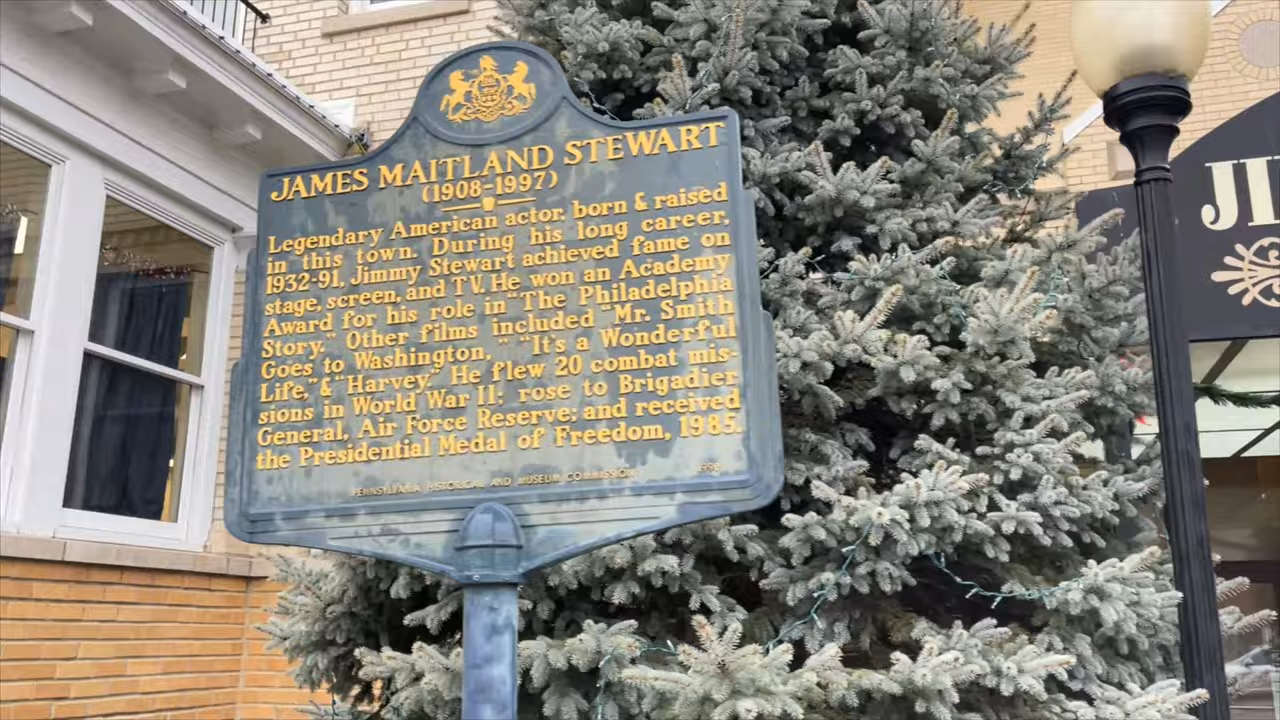 JAMES MAITLAND STEWART
(1908-1997)
Legendary American actor, born & raised
in this town. During his long career,
1932-91, Jimmy Stewart achieved fame on
stage, screen, and TV. He won an Academy
Award for his role in "The Philadelphia
Story." Other films included "Mr. Smith
Goes to Washington," "It's a Wonderful
Life," & "Harvey." He flew 20 combat mis-
sions in World War II; rose to Brigadier
General, Air Force Reserve; and received
the Presidential Medal of Freedom, 1985.
PENNSYLVANIA HISTORICAL AND MUSEUM COMMISSION